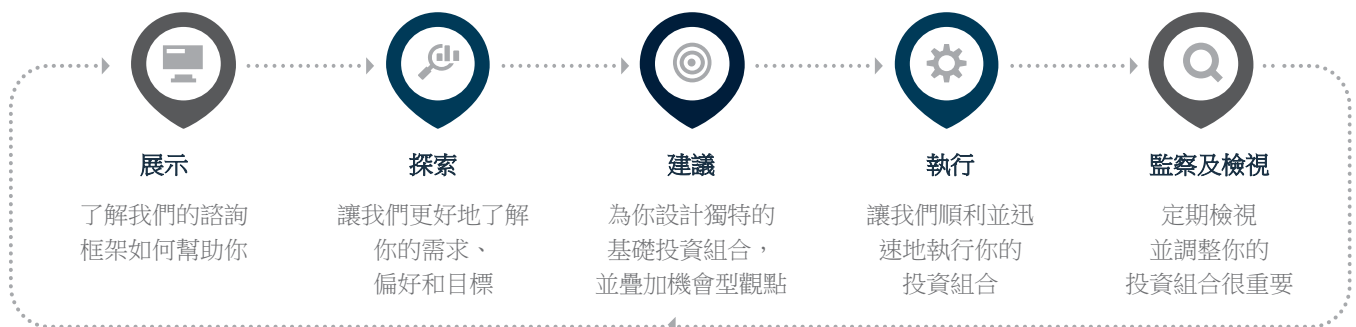 展示
了解我們的諮詢
框架如何幫助你
探索
讓我們更好地了解
你的需求、
偏好和目標
建議
為你設計獨特的
基礎投資組合，
並疊加機會型觀點
執行
讓我們順利並迅
速地執行你的
投資組合
監察及檢視
定期檢視
並調整你的
投資組合很重要